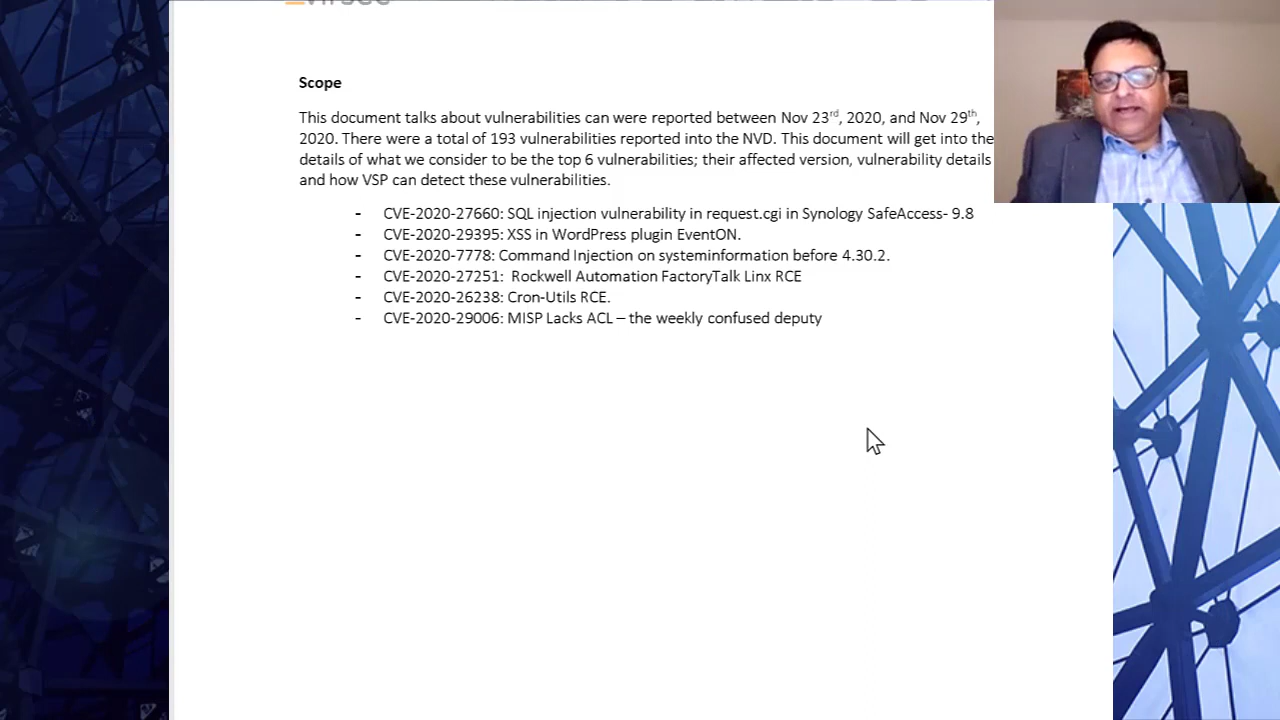 Scope
This document talks about vulnerabilities can were reported between Nov 23rd, 2020, and Nov 29th,
2020. There were a total of 193 vulnerabilities reported into the NVD. This document will get into the
details of what we consider to be the top 6 vulnerabilities; their affected version, vulnerability details
and how VSP can detect these vulnerabilities.
- CVE-2020-27660: SQL injection vulnerability in request.cgi in Synology SafeAccess- 9.8
- CVE-2020-29395: XSS in WordPress plugin EventON.
- CVE-2020-7778: Command Injection on systeminformation before 4.30.2.
- CVE-2020-27251:  Rockwell Automation FactoryTalk Linx RCE
- CVE-2020-26238: Cron-Utils RCE.
- CVE-2020-29006: MISP Lacks ACL – the weekly confused deputy